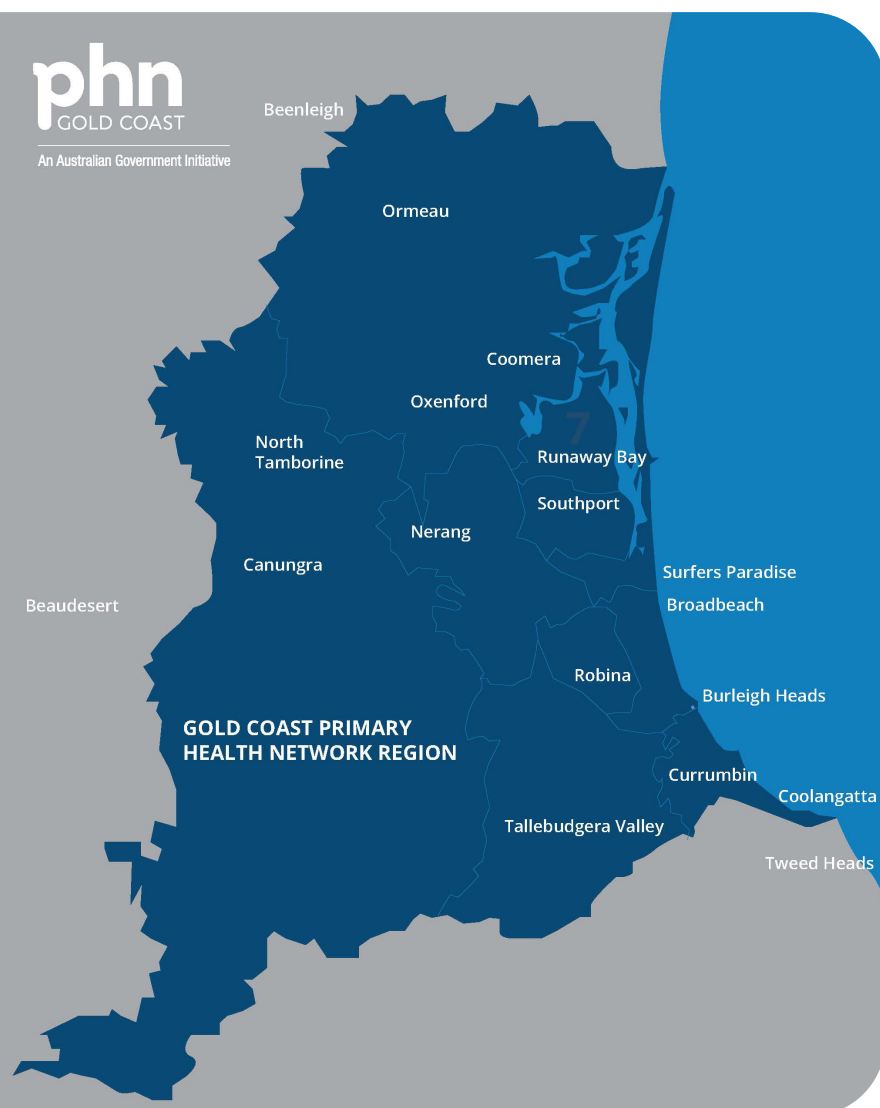 phn
GOLD COAST
An Australian Government Initiative
Beenleigh
Ormeau
Coomera
Oxenford
7
North
Tamborine
Runaway Bay
Southport
Nerang
Canungra
Surfers Paradise
Beaudesert
Broadbeach
Robina
Burleigh Heads
GOLD COAST PRIMARY
HEALTH NETWORK REGION
Currumbin
Coolangatta
Tallebudgera Valley
Tweed Heads